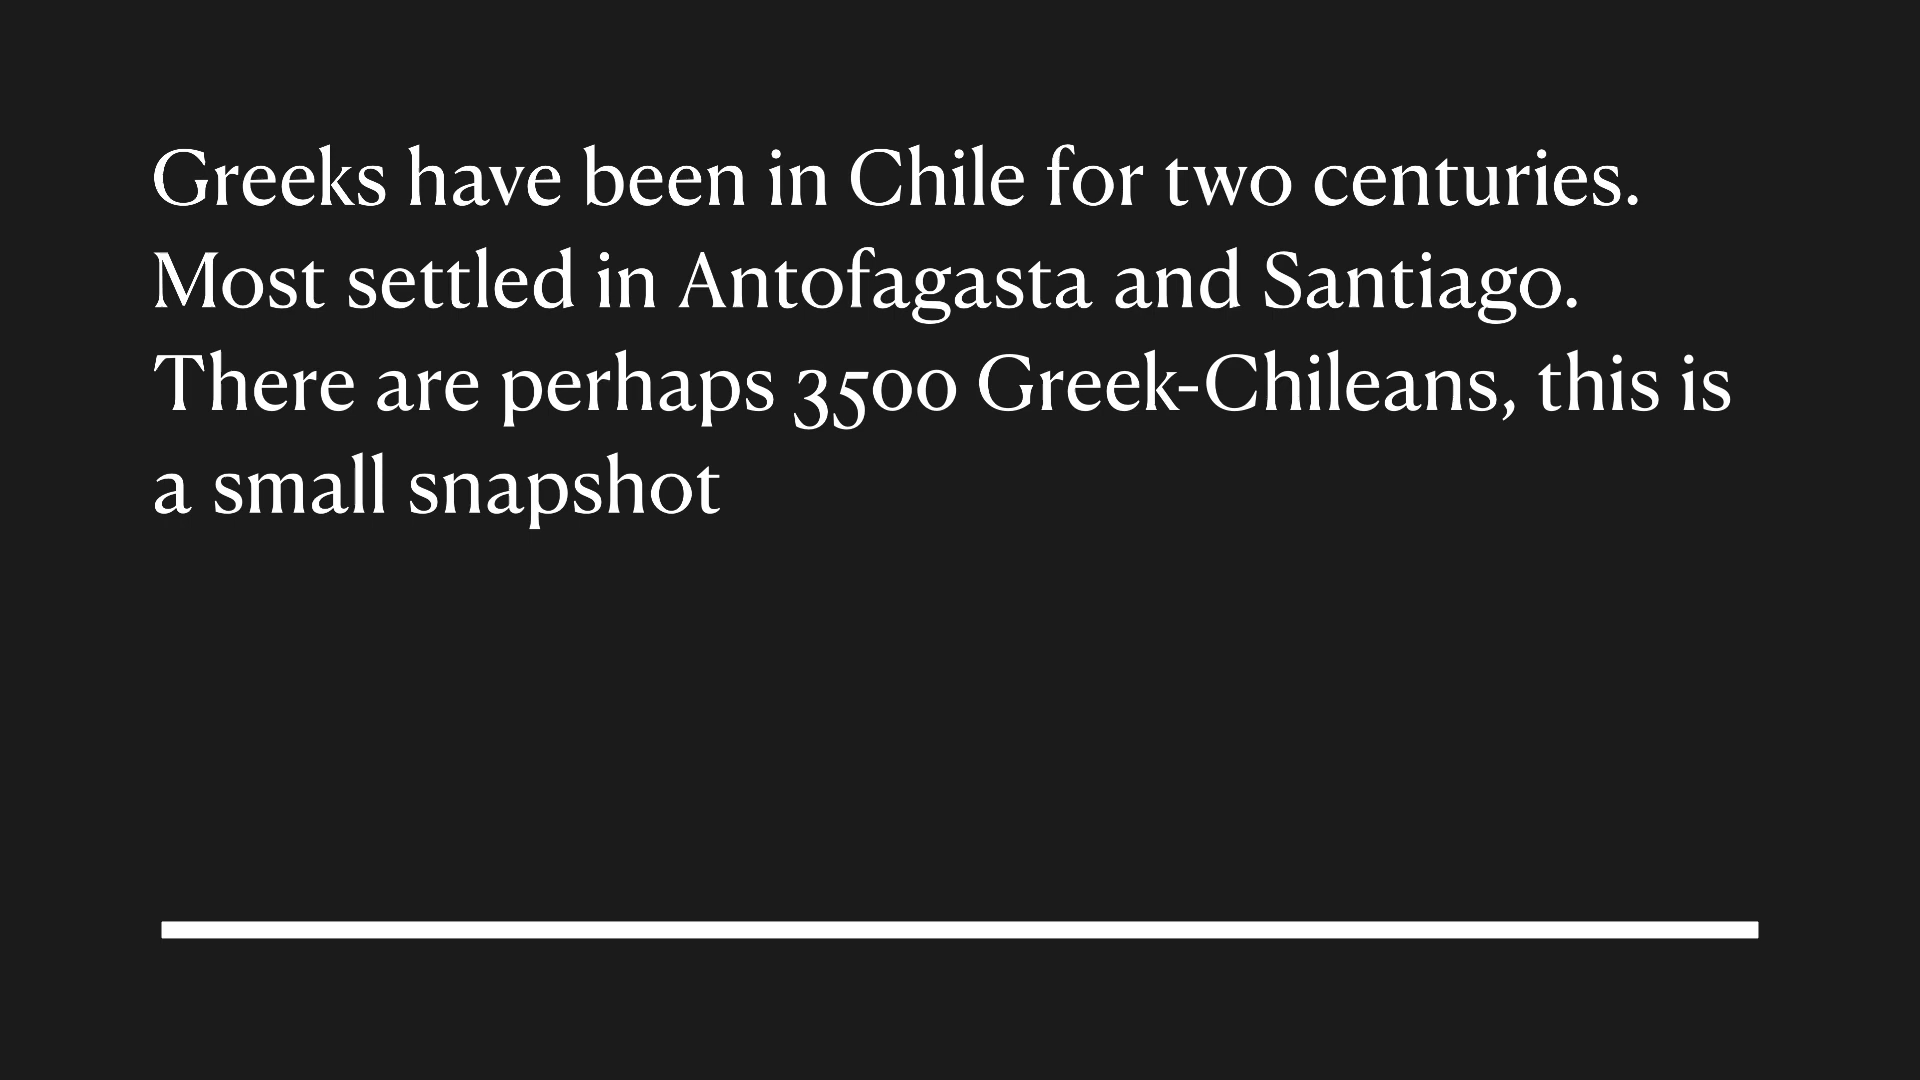 Greeks have been in Chile for two centuries.
Most settled in Antofagasta and Santiago.
There are perhaps 3500 Greek-Chileans, this is
a small snapshot